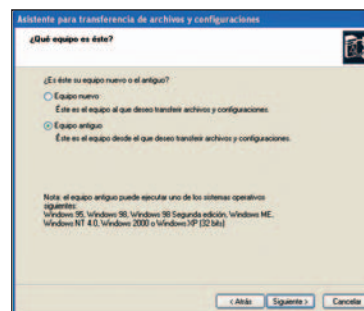 Asistente para transferencia de archivos y configuraciones
¿Qué equipo es éste?
¿Es éste su equipo nuevo o el antiguo?
Equipo nuevo
Éste es el equipo al que deseo transferir archivos y configuraciones.
Equipo antiguo
Éste es el equipo desde el que deseo transferir archivos y configuraciones.
Nota: el equipo antiguo puede ejecutar uno de los sistemas operativos
siguientes:
Windows 95, Windows 98, Windows 98 Segunda edición, Windows ME,
Windows NT 4.0, Windows 2000 o Windows XP (32 bits)
< Atrás
Siguiente >
Cancelar